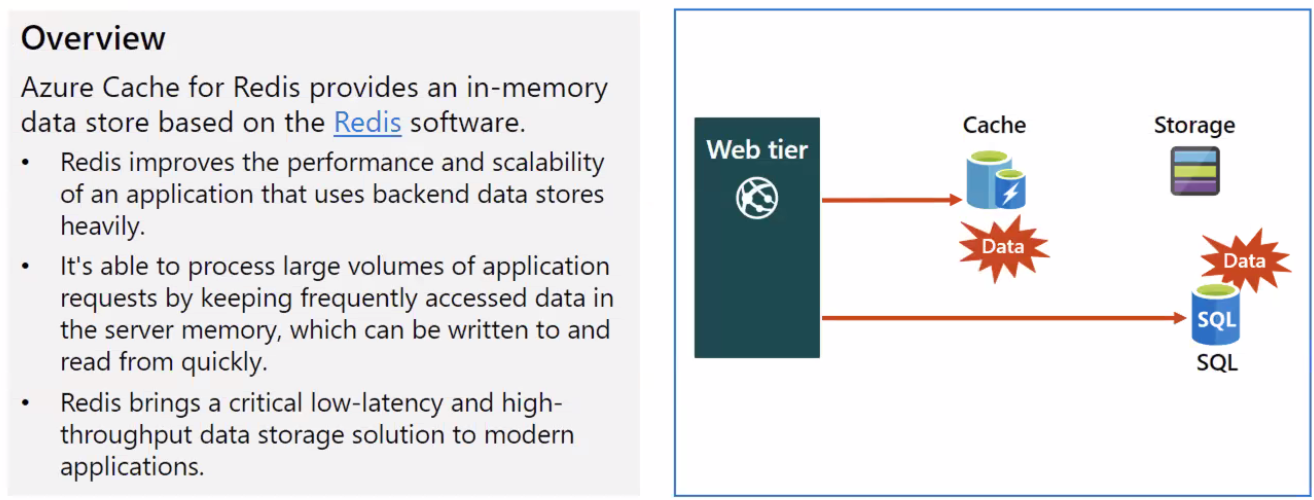 Overview
Azure Cache for Redis provides an in-memory
data store based on the Redis software.
• Redis improves the performance and scalability
of an application that uses backend data stores
heavily.
• It's able to process large volumes of application
requests by keeping frequently accessed data in
the server memory, which can be written to and
read from quickly.
• Redis brings a critical low-latency and high-
throughput data storage solution to modern
applications.
Web tier
Cache
Storage
Data
Data
SQL
SQL